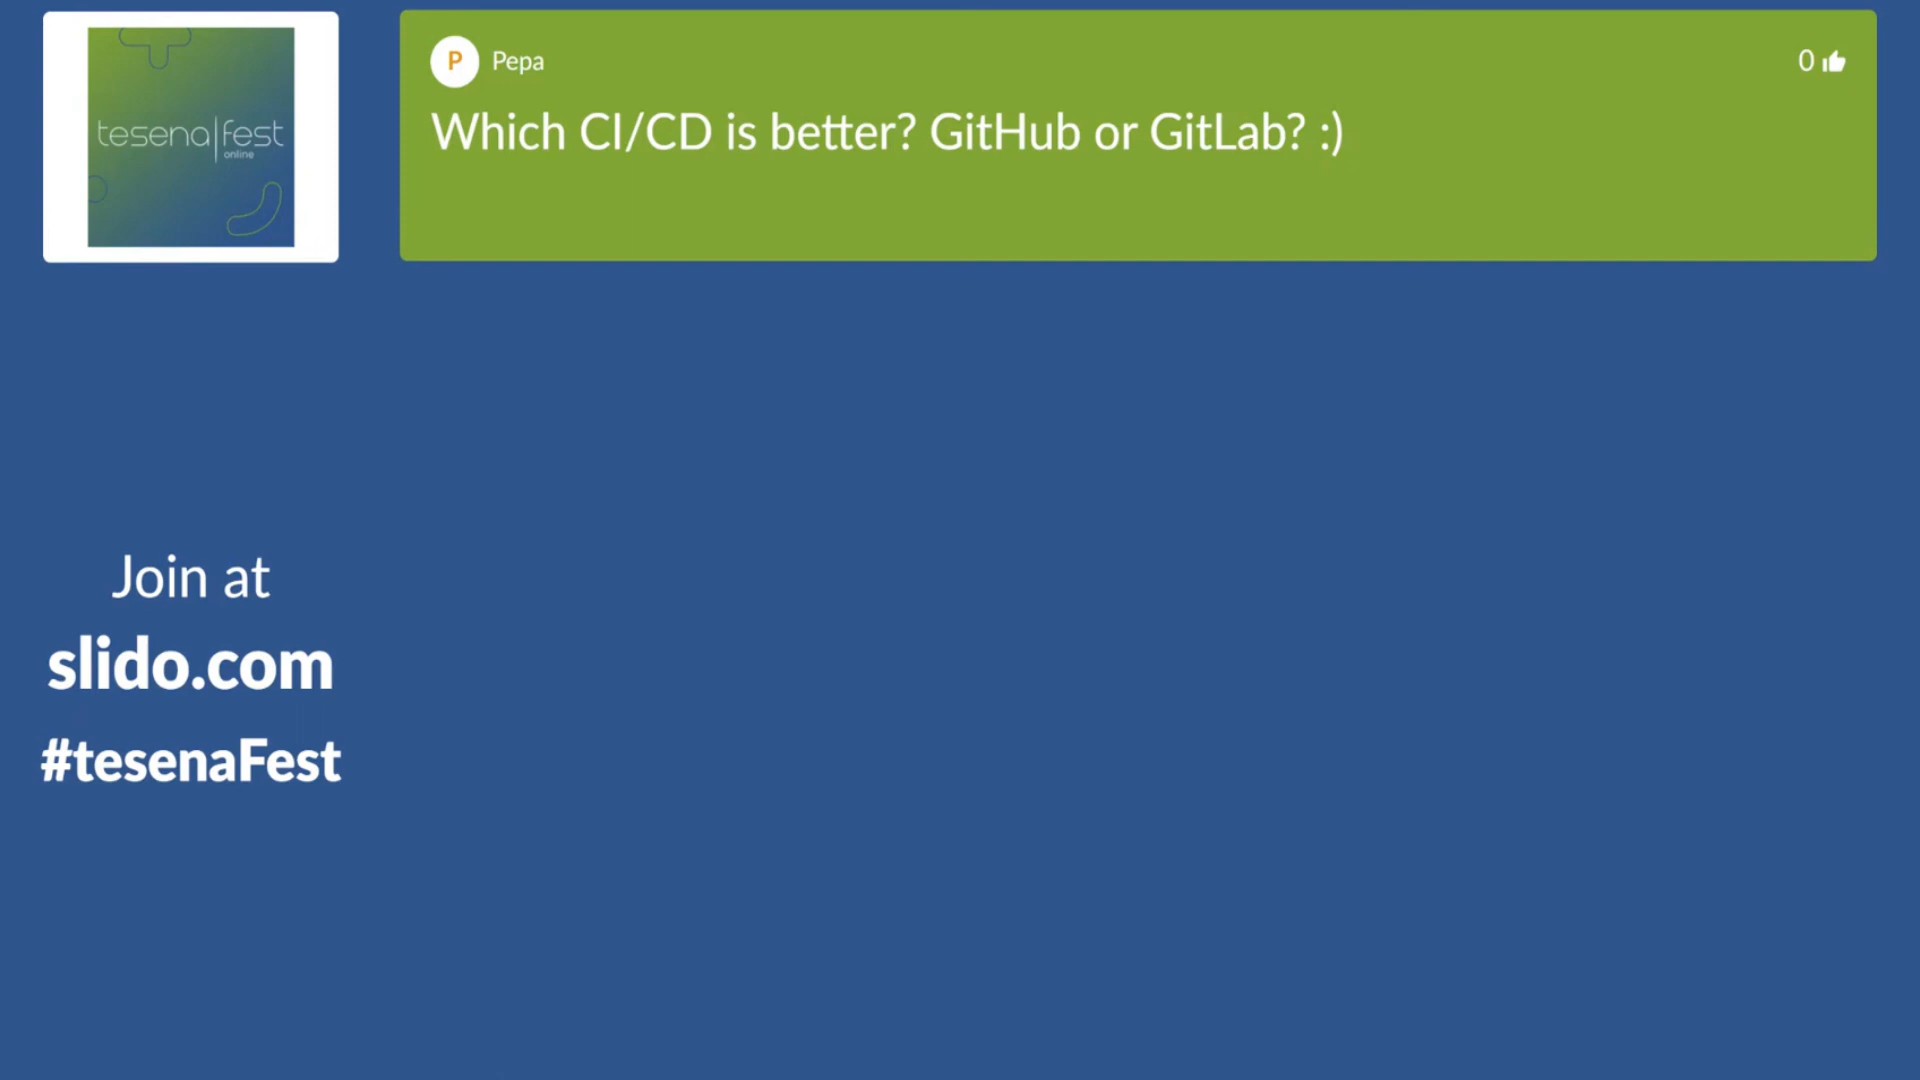 tesena|fest
online
P Pepa
0
Which CI/CD is better? GitHub or GitLab? :)
Join at
slido.com
#tesenaFest